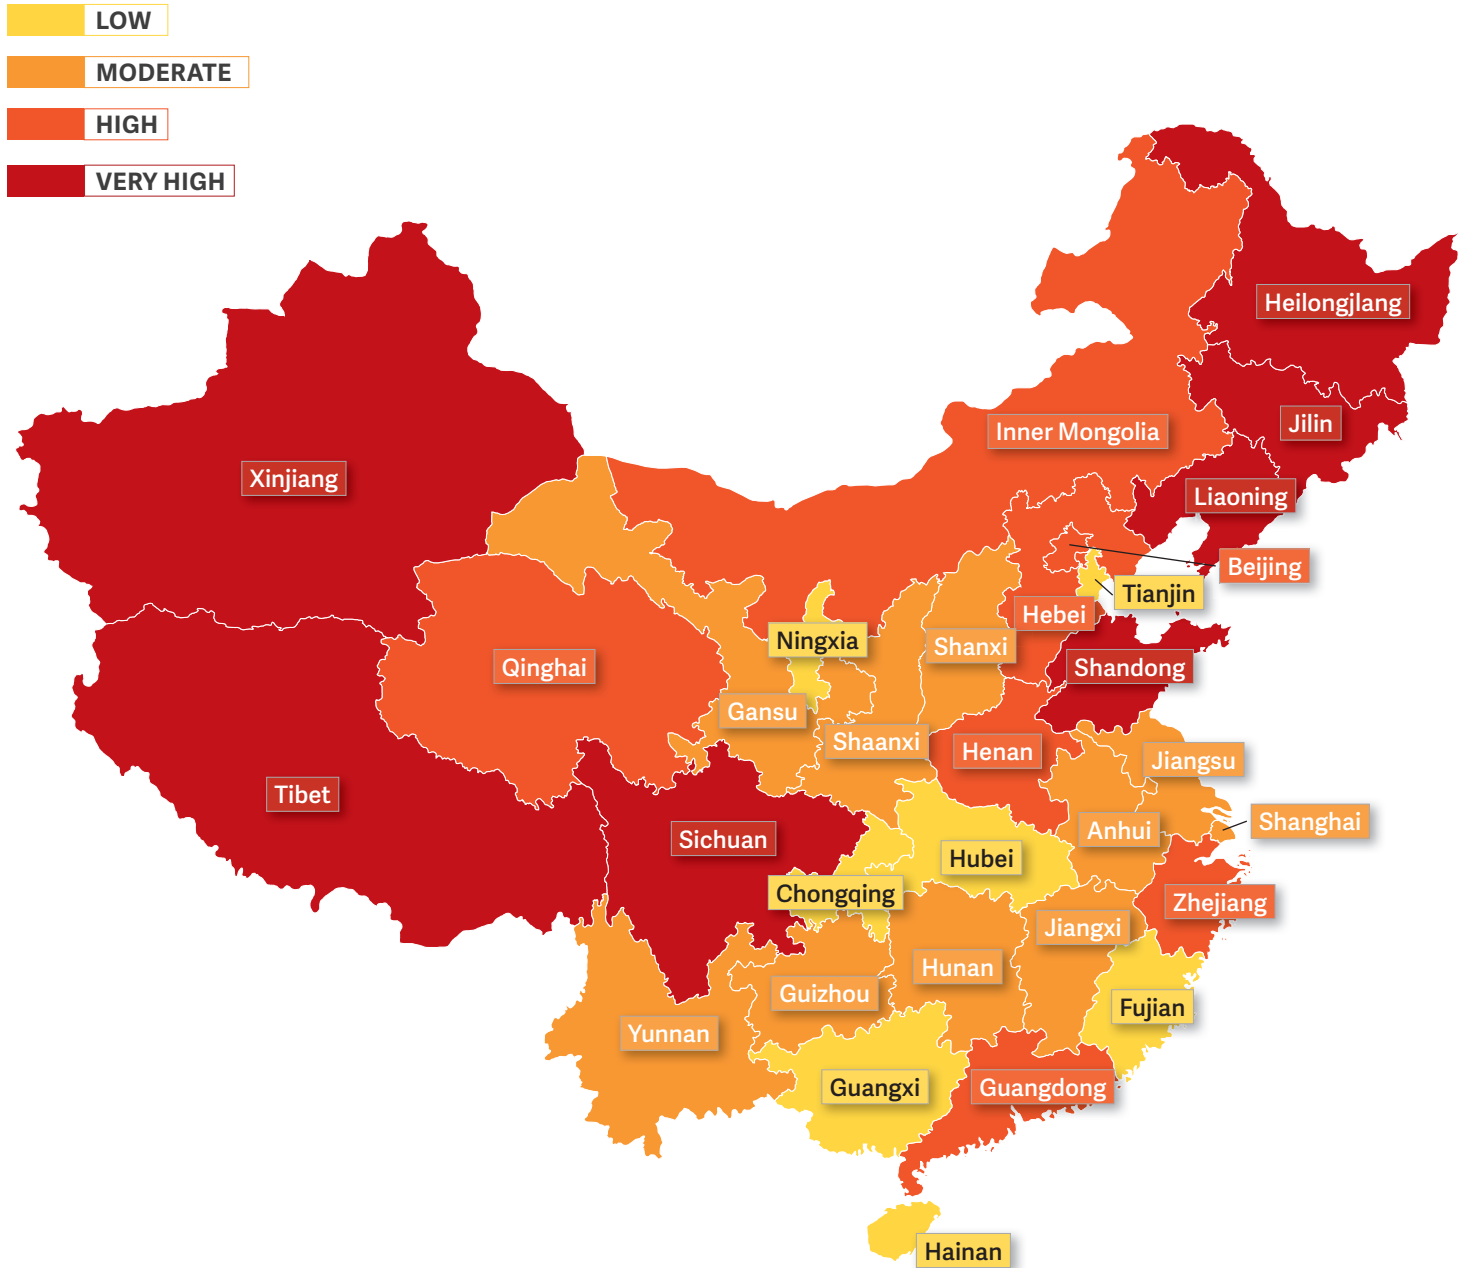 LOW
MODERATE
HIGH
VERY HIGH
Heilongjlang
Jilin
Inner Mongolia
Xinjiang
Liaoning
Beijing
Tianjin
Hebei
Ningxia
Shanxi
Qinghai
Shandong
Gansu
Shaanxi
Henan
Jiangsu
Tibet
Shanghai
Anhui
Sichuan
Hubei
Chongqing
Zhejiang
Jiangxi
Hunan
Guizhou
Fujian
Yunnan
Guangxi
Guangdong
Hainan